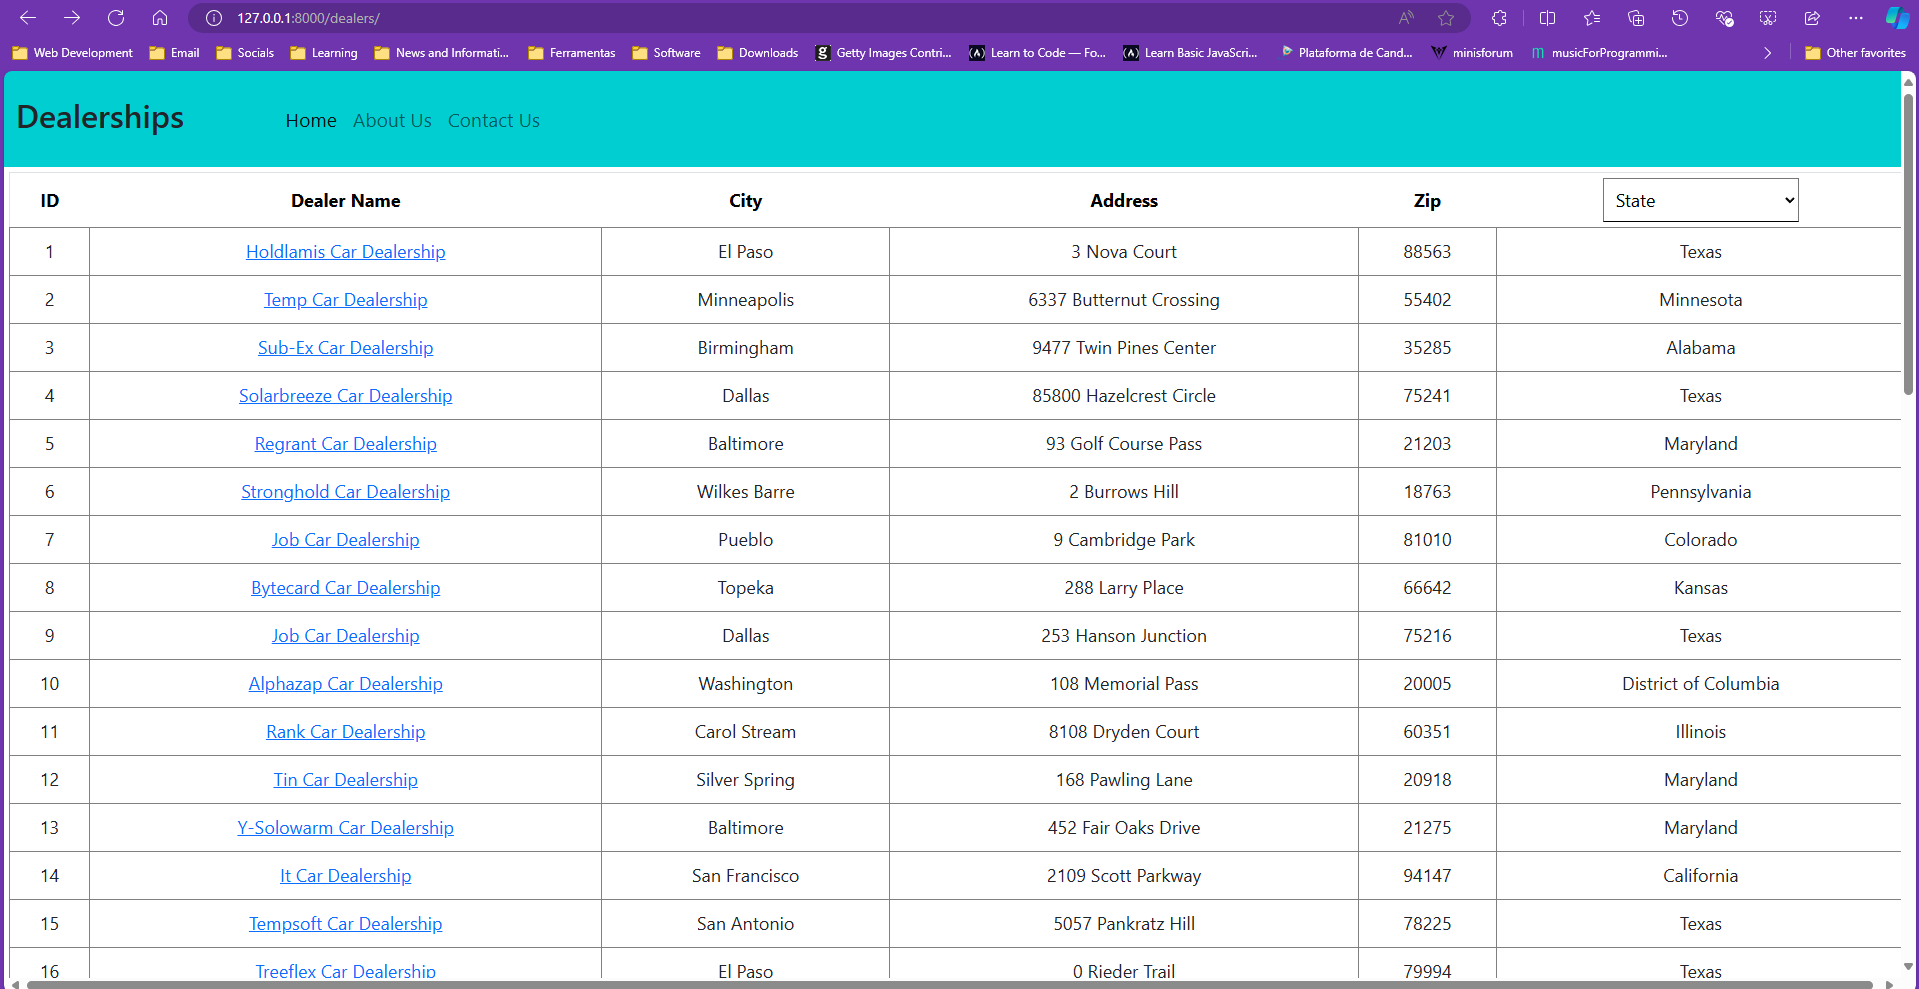 127.0.0.1:8000/dealers/
Web Development Email Socials Learning News and Informati... Ferramentas Software Downloads Getty Images Contri... Learn to Code — Fo... Learn Basic JavaScri... Plataforma de Cand... minisforum musicForProgrammi... Other favorites
Dealerships Home About Us Contact Us
ID Dealer Name City Address Zip State
1 Holdlamis Car Dealership El Paso 3 Nova Court 88563 Texas
2 Temp Car Dealership Minneapolis 6337 Butternut Crossing 55402 Minnesota
3 Sub-Ex Car Dealership Birmingham 9477 Twin Pines Center 35285 Alabama
4 Solarbreeze Car Dealership Dallas 85800 Hazelcrest Circle 75241 Texas
5 Regrant Car Dealership Baltimore 93 Golf Course Pass 21203 Maryland
6 Stronghold Car Dealership Wilkes Barre 2 Burrows Hill 18763 Pennsylvania
7 Job Car Dealership Pueblo 9 Cambridge Park 81010 Colorado
8 Bytecard Car Dealership Topeka 288 Larry Place 66642 Kansas
9 Job Car Dealership Dallas 253 Hanson Junction 75216 Texas
10 Alphazap Car Dealership Washington 108 Memorial Pass 20005 District of Columbia
11 Rank Car Dealership Carol Stream 8108 Dryden Court 60351 Illinois
12 Tin Car Dealership Silver Spring 168 Pawling Lane 20918 Maryland
13 Y-Solowarm Car Dealership Baltimore 452 Fair Oaks Drive 21275 Maryland
14 It Car Dealership San Francisco 2109 Scott Parkway 94147 California
15 Tempsoft Car Dealership San Antonio 5057 Pankratz Hill 78225 Texas
16 Treeflex Car Dealership El Paso 0 Rieder Trail 79994 Texas